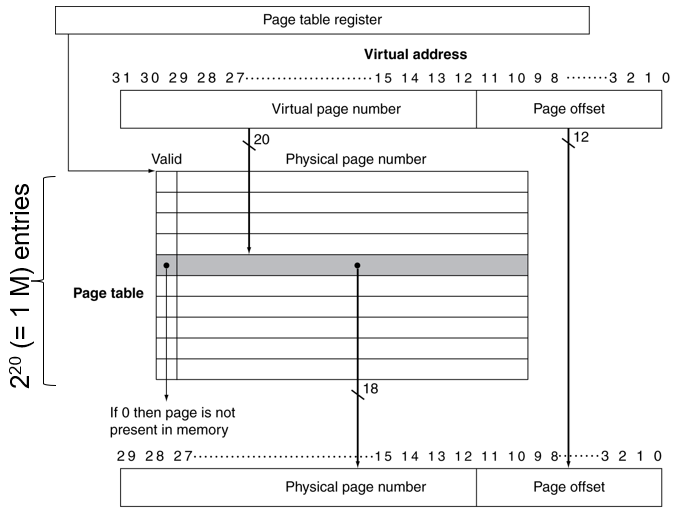 Page table register
Virtual address
31 30 29 28 27························15 14 13 12 11 10 9 8 ·······3 2 1 0
Virtual page number Page offset
20 12
Valid Physical page number
2²⁰ (= 1 M) entries
Page table
18
If 0 then page is not
present in memory
29 28 27··································15 14 13 12 11 10 9 8·······3 2 1 0
Physical page number Page offset